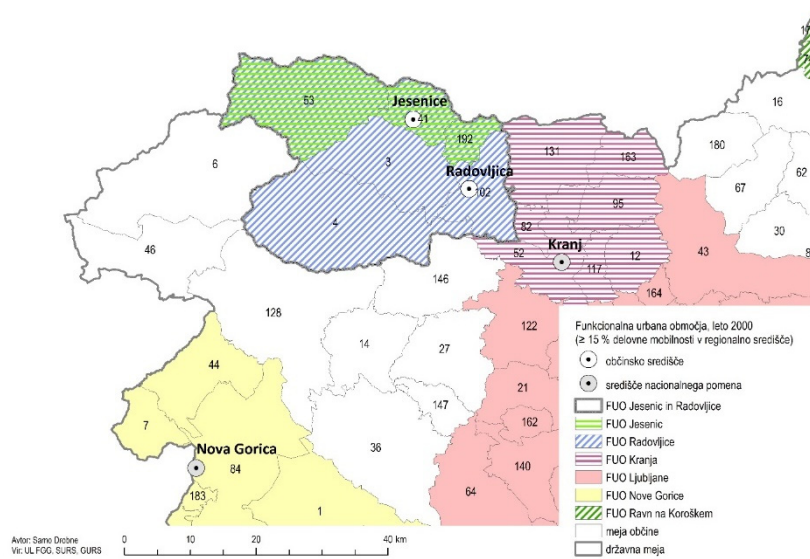 17
7
16
53
Jesenice
41
192
131
163
180
6
3
62
Radovljica
102
67
95
4
82
30
46
Kranj
52
43
12
8
117
146
164
128
122
14
27
44
21
7
147
162
36
Nova Gorica
84
140
64
183
1
Funkcionalna urbana območja, leto 2000
(≥ 15 % delovne mobilnosti v regionalno središče)
občinsko središče
središče nacionalnega pomena
FUO Jesenic in Radovljice
FUO Jesenic
FUO Radovljice
FUO Kranja
FUO Ljubljane
FUO Nove Gorice
FUO Ravn na Koroškem
meja občine
državna meja
Avtor: Samo Drobne
Vir: UL FGG, SURS, GURS
0 10 20 40 km